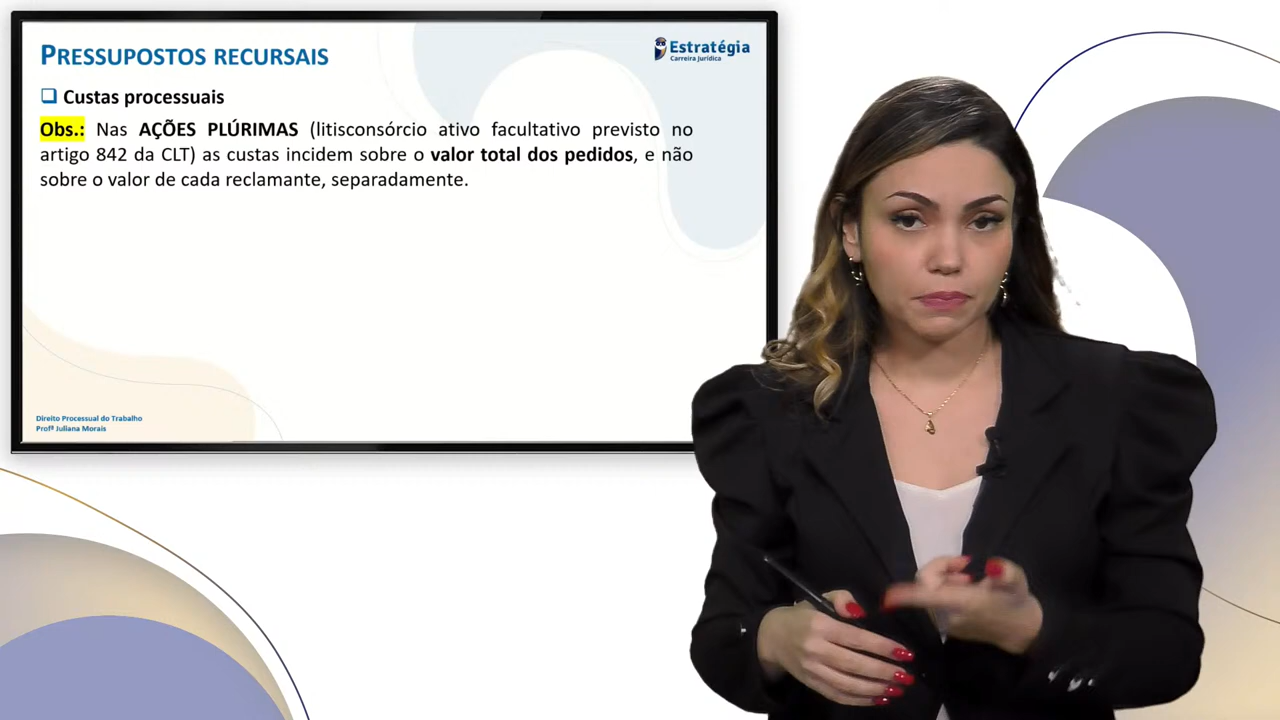 PRESSUPOSTOS RECURSAIS
Estratégia
Carreira Jurídica
Custas processuais
Obs.: Nas AÇÕES PLÚRIMAS (litisconsórcio ativo facultativo previsto no
artigo 842 da CLT) as custas incidem sobre o valor total dos pedidos, e não
sobre o valor de cada reclamante, separadamente.
Direito Processual do Trabalho
Profª Juliana Morais